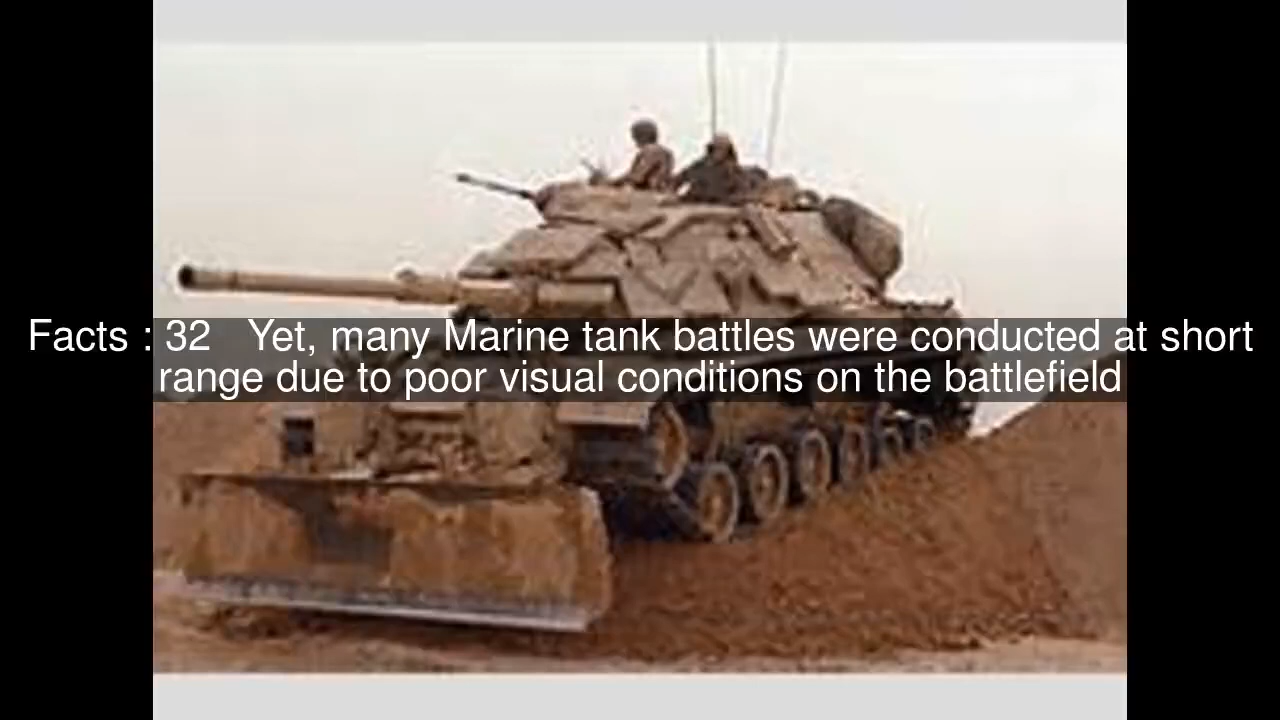 Facts : 32   Yet, many Marine tank battles were conducted at short
range due to poor visual conditions on the battlefield